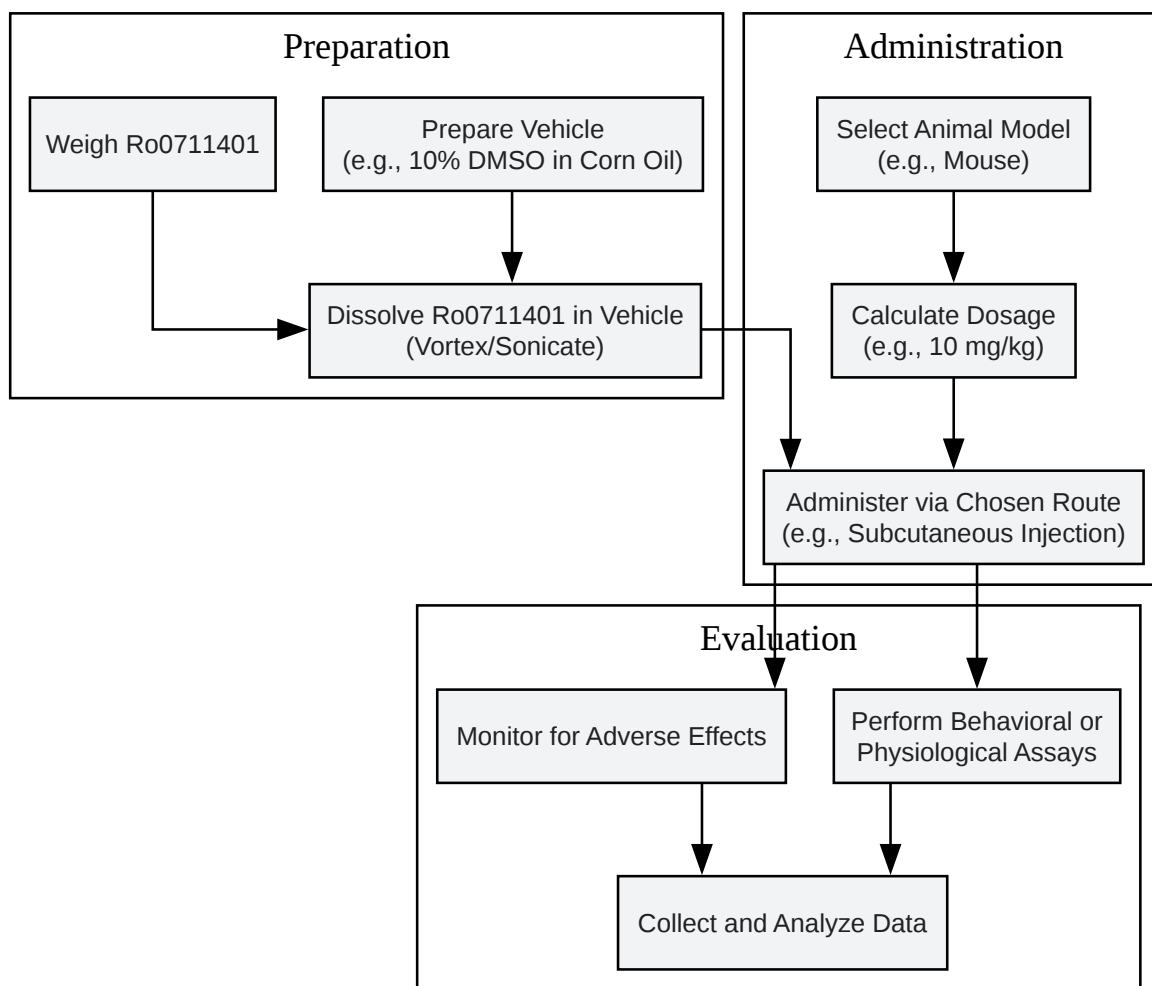 Preparation
Weigh Ro0711401
Prepare Vehicle
(e.g., 10% DMSO in Corn Oil)
Dissolve Ro0711401 in Vehicle
(Vortex/Sonicate)
Administration
Select Animal Model
(e.g., Mouse)
Calculate Dosage
(e.g., 10 mg/kg)
Administer via Chosen Route
(e.g., Subcutaneous Injection)
Evaluation
Monitor for Adverse Effects
Perform Behavioral or
Physiological Assays
Collect and Analyze Data